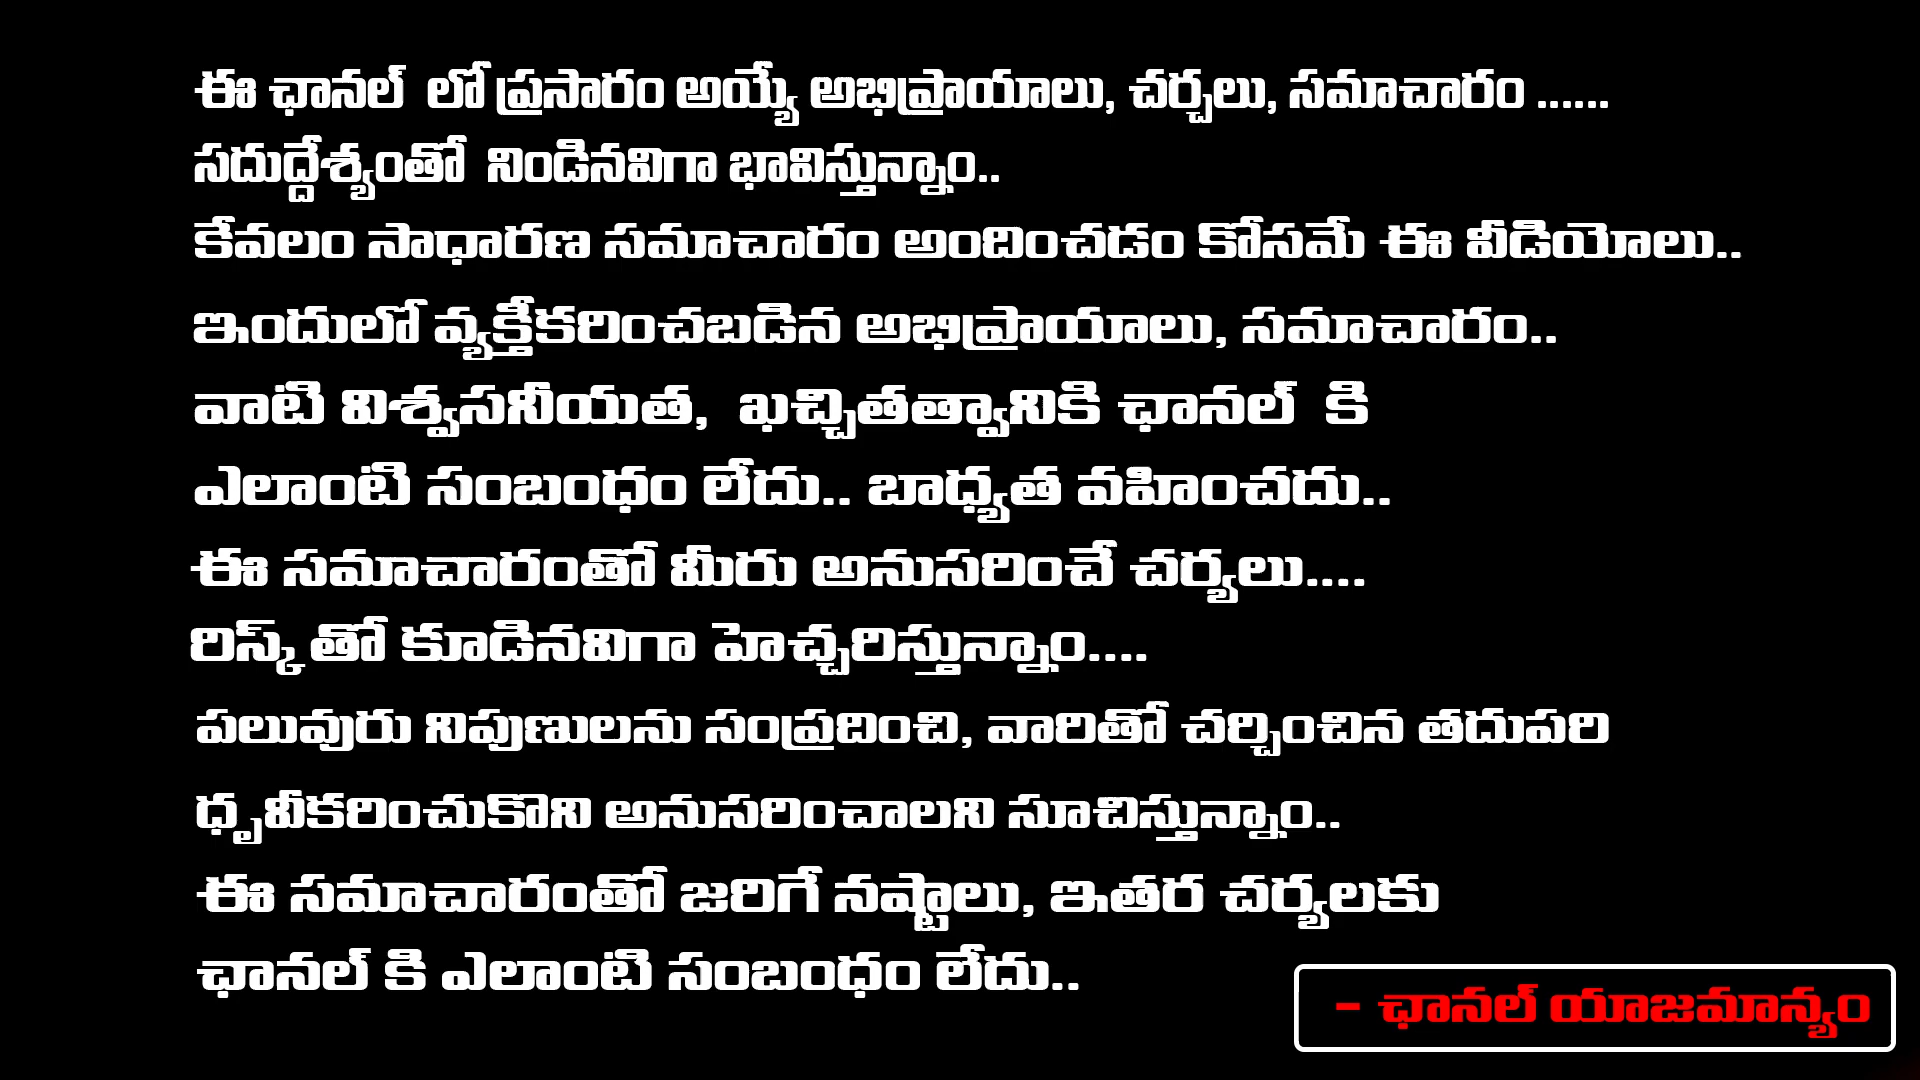 ఈ ఛానల్ లో ప్రసారం అయ్యే అభిప్రాయాలు, చర్చలు, సమాచారం ......
సదుద్దేశ్యంతో నిండినవిగా భావిస్తున్నాం..
కేవలం సాధారణ సమాచారం అందించడం కోసమే ఈ వీడియోలు..
ఇందులో వ్యక్తీకరించబడిన అభిప్రాయాలు, సమాచారం..
వాటి విశ్వసనీయత, ఖచ్చితత్వానికి ఛానల్ కి
ఎలాంటి సంబంధం లేదు.. బాధ్యత వహించదు..
ఈ సమాచారంతో మీరు అనుసరించే చర్యలు....
రిస్క్ తో కూడినవిగా హెచ్చరిస్తున్నాం....
పలువురు నిపుణులను సంప్రదించి, వారితో చర్చించిన తదుపరి
ధృవీకరించుకొని అనుసరించాలని సూచిస్తున్నాం..
ఈ సమాచారంతో జరిగే నష్టాలు, ఇతర చర్యలకు
ఛానల్ కి ఎలాంటి సంబంధం లేదు..
- ఛానల్ యాజమాన్యం